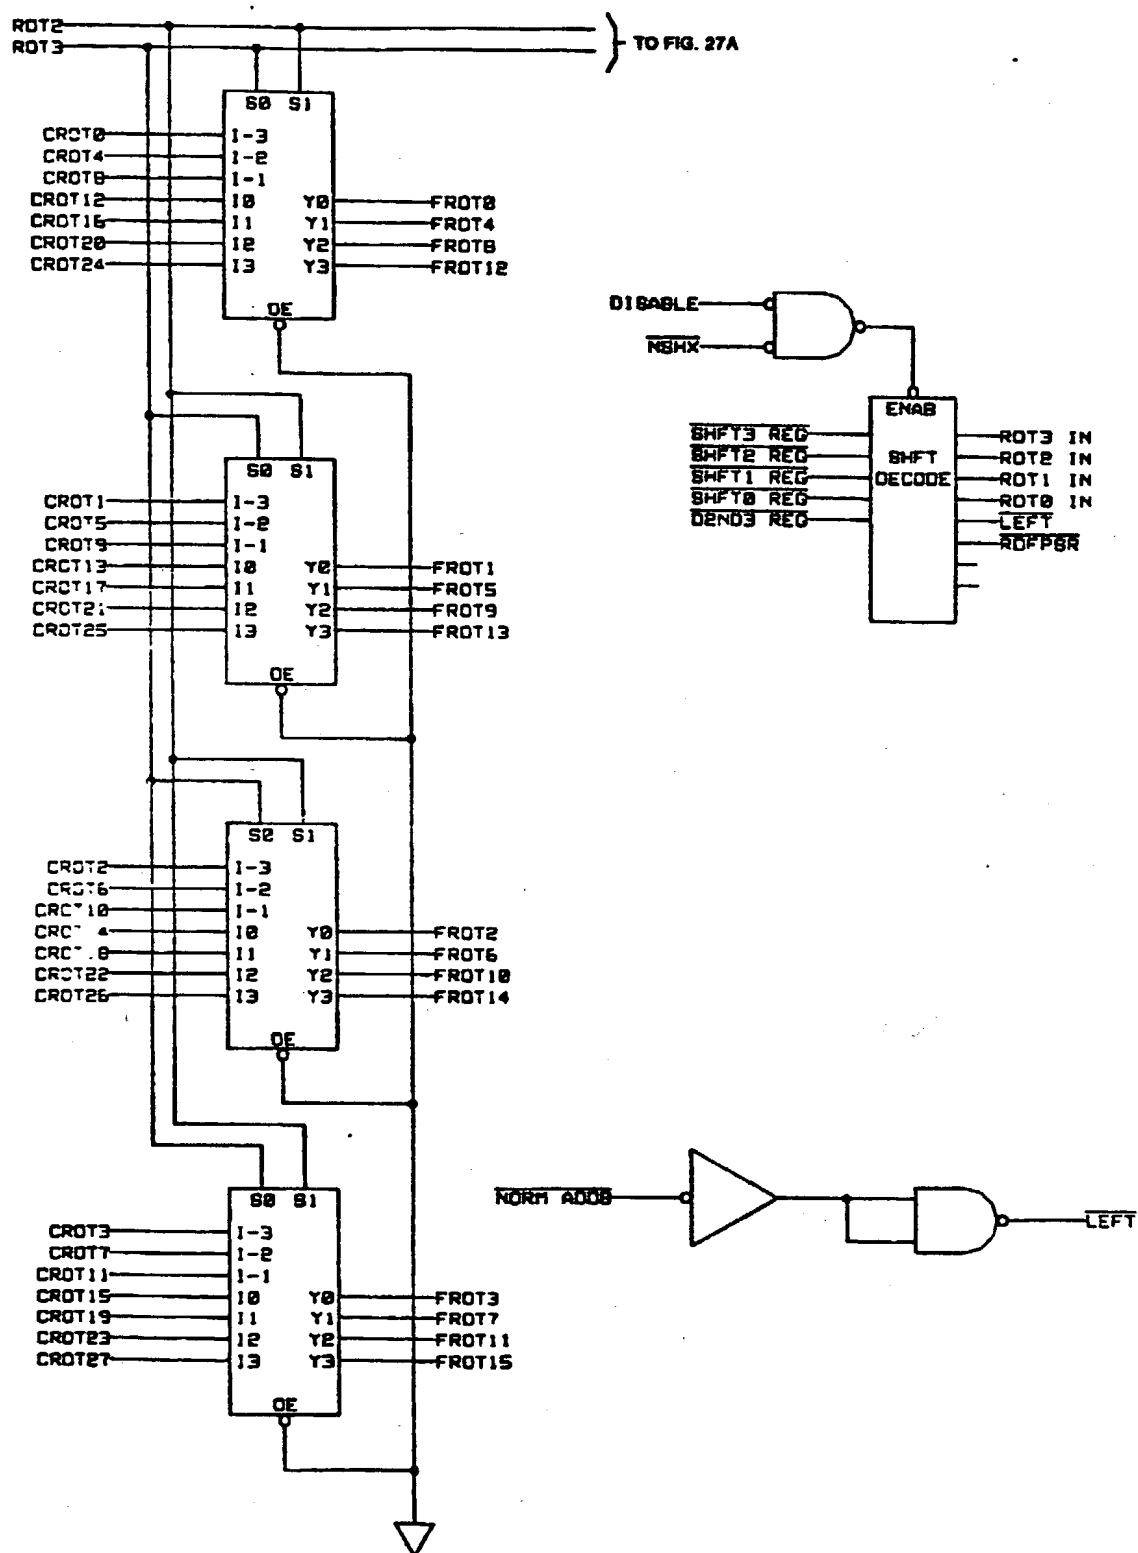 ROT2
ROT3
TO FIG. 27A
S0 S1
CROT0 I-3
CROT4 I-2
CROT8 I-1
CROT12 I0 Y0 FROT0
CROT16 I1 Y1 FROT4
CROT20 I2 Y2 FROT8
CROT24 I3 Y3 FROT12
OE
S0 S1
CROT1 I-3
CROT5 I-2
CROT9 I-1
CROT13 I0 Y0 FROT1
CROT17 I1 Y1 FROT5
CROT21 I2 Y2 FROT9
CROT25 I3 Y3 FROT13
OE
S0 S1
CROT2 I-3
CROT6 I-2
CROT10 I-1
I0 Y0 FROT2
I1 Y1 FROT6
CROT22 I2 Y2 FROT10
CROT26 I3 Y3 FROT14
OE
S0 S1
CROT3 I-3
CROT7 I-2
CROT11 I-1
CROT15 I0 Y0 FROT3
CROT19 I1 Y1 FROT7
CROT23 I2 Y2 FROT11
CROT27 I3 Y3 FROT15
OE
DISABLE
NSHX
ENAB
SHFT
DECODE
SHFT3 REG
SHFT2 REG
SHFT1 REG
SHFT0 REG
D2ND3 REG
ROT3 IN
ROT2 IN
ROT1 IN
ROT0 IN
LEFT
RDFPSR
NORM ADDB
LEFT